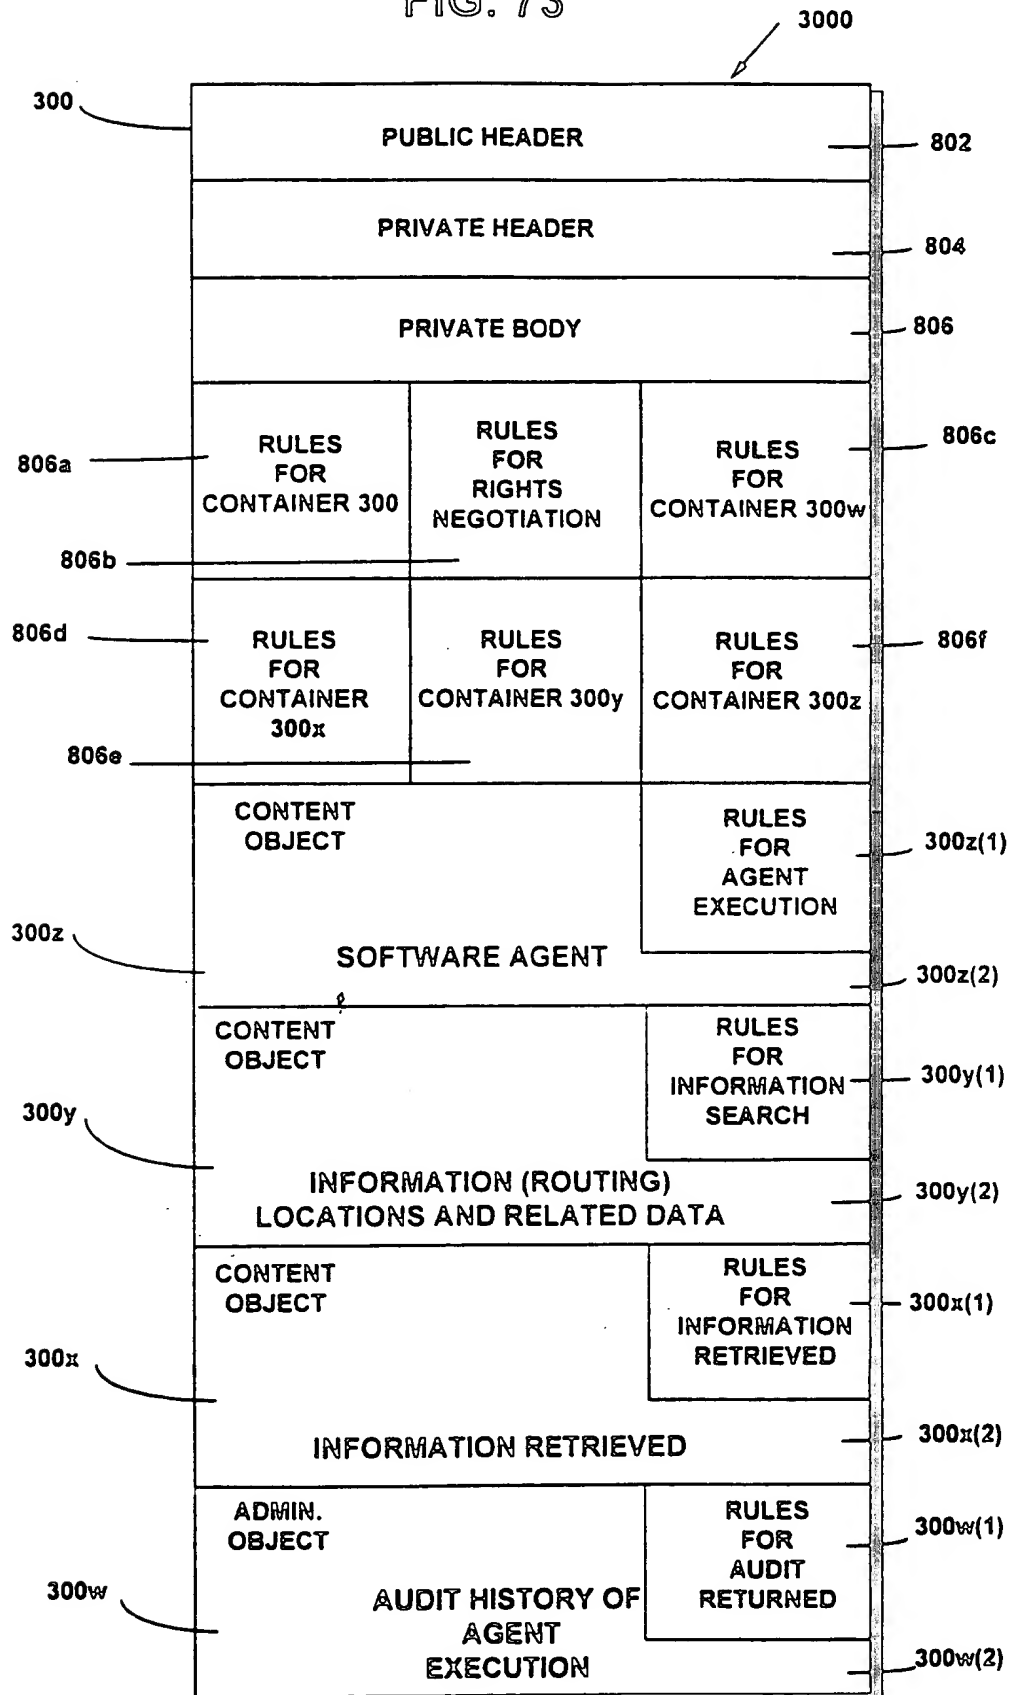 FIG. 73
3000
300
PUBLIC HEADER
802
PRIVATE HEADER
804
PRIVATE BODY
806
806a
RULES
FOR
CONTAINER 300
RULES
FOR
RIGHTS
NEGOTIATION
806b
RULES
FOR
CONTAINER 300w
806c
806d
RULES
FOR
CONTAINER
300x
RULES
FOR
CONTAINER 300y
806e
RULES
FOR
CONTAINER 300z
806f
CONTENT
OBJECT
RULES
FOR
AGENT
EXECUTION
300z(1)
300z
SOFTWARE AGENT
300z(2)
CONTENT
OBJECT
RULES
FOR
INFORMATION
SEARCH
300y(1)
300y
INFORMATION (ROUTING)
LOCATIONS AND RELATED DATA
300y(2)
CONTENT
OBJECT
RULES
FOR
INFORMATION
RETRIEVED
300x(1)
300x
INFORMATION RETRIEVED
300x(2)
ADMIN.
OBJECT
RULES
FOR
AUDIT
RETURNED
300w(1)
300w
AUDIT HISTORY OF
AGENT
EXECUTION
300w(2)